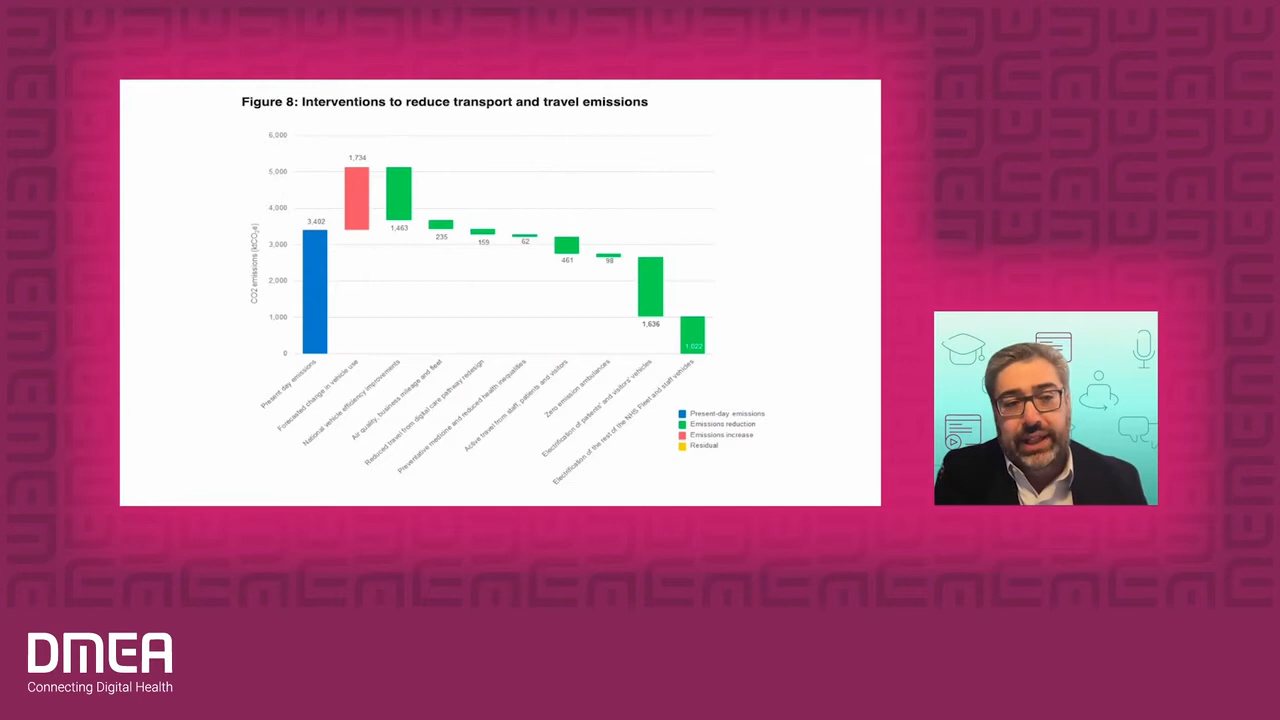 Figure 8: Interventions to reduce transport and travel emissions
6,000
5,000
4,000
3,000
2,000
1,000
0
CO2 emissions [ktCO2e]
3,402
1,734
1,463
235
159
62
461
98
1,636
1,022
Present day emissions
Forecasted change in vehicle use
National vehicle efficiency improvements
Air quality, business mileage and fleet
Reduced travel from digital care pathway redesign
Preventative medicine and reduced health inequalities
Active travel from staff, patients and visitors
Zero emission ambulances
Electrification of patients' and visitors' vehicles
Electrification of the rest of the NHS Fleet and staff vehicles
Present-day emissions
Emissions reduction
Emissions increase
Residual
DMEA
Connecting Digital Health